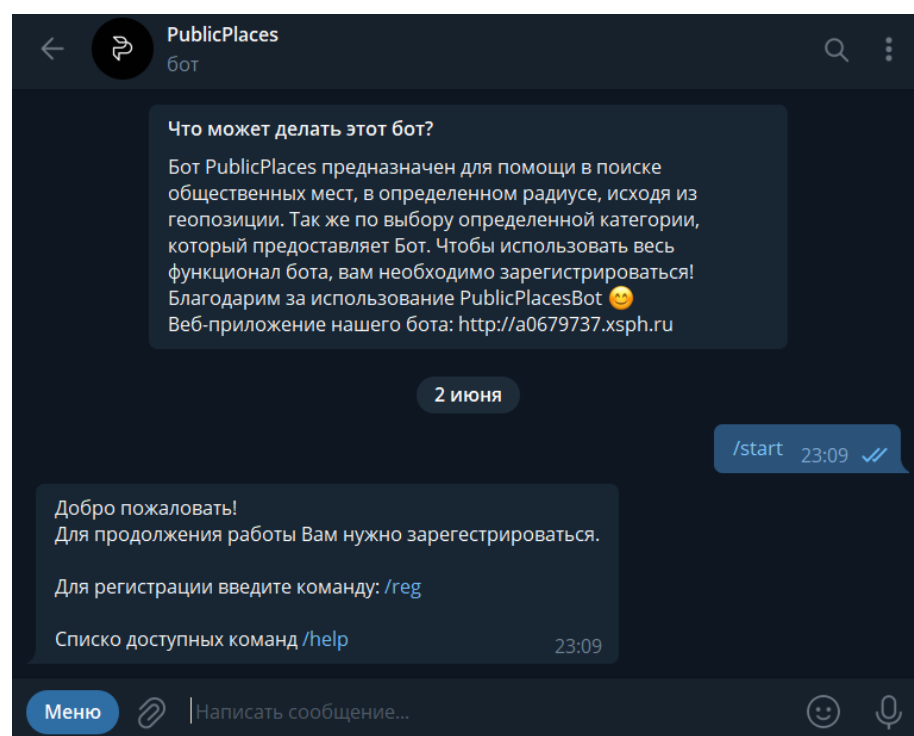 PublicPlaces
бот
Что может делать этот бот?
Бот PublicPlaces предназначен для помощи в поиске
общественных мест, в определенном радиусе, исходя из
геопозиции. Так же по выбору определенной категории,
который предоставляет Бот. Чтобы использовать весь
функционал бота, вам необходимо зарегистрироваться!
Благодарим за использование PublicPlacesBot 😊
Веб-приложение нашего бота: http://a0679737.xsph.ru
2 июня
/start 23:09
Добро пожаловать!
Для продолжения работы Вам нужно зарегестрироваться.
Для регистрации введите команду: /reg
Списко доступных команд /help
23:09
Меню
Написать сообщение...